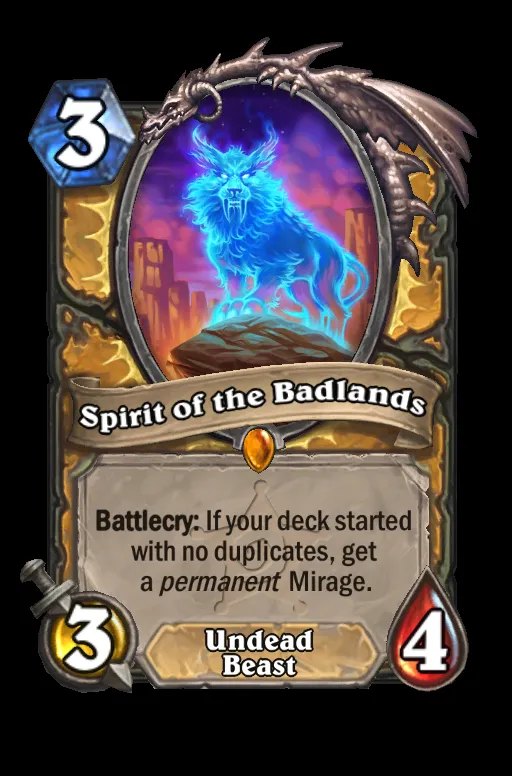 3
Spirit of the Badlands
Battlecry: If your deck started
with no duplicates, get
a permanent Mirage.
3
Undead
Beast
4